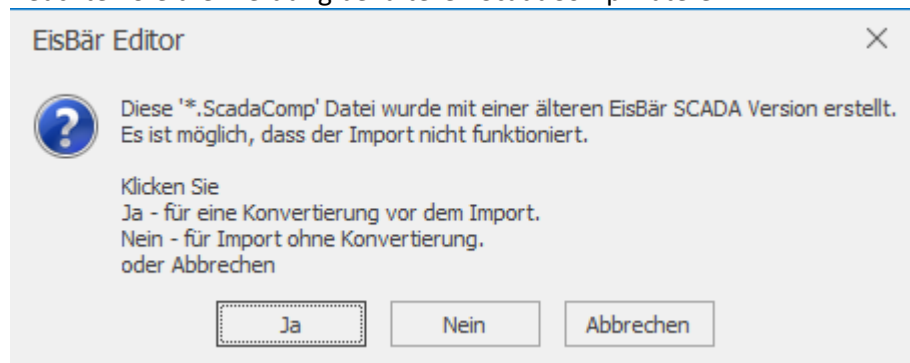 EisBär Editor
Diese '*.ScadaComp' Datei wurde mit einer älteren EisBär SCADA Version erstellt.
Es ist möglich, dass der Import nicht funktioniert.
Klicken Sie
Ja - für eine Konvertierung vor dem Import.
Nein - für Import ohne Konvertierung.
oder Abbrechen
Ja Nein Abbrechen